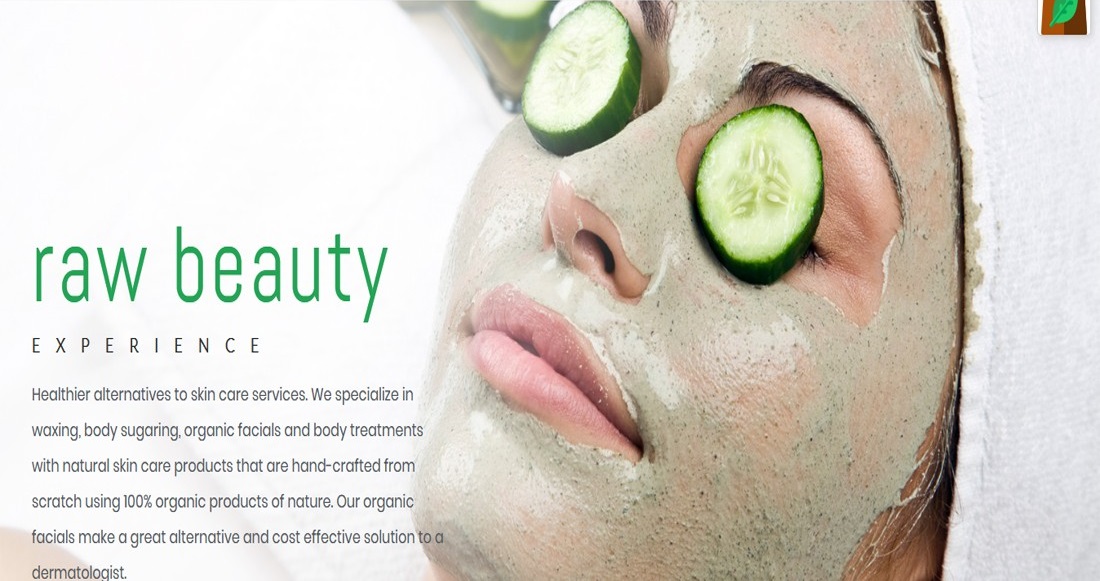 raw beauty
EXPERIENCE
Healthier alternatives to skin care services. We specialize in
waxing, body sugaring, organic facials and body treatments
with natural skin care products that are hand-crafted from
scratch using 100% organic products of nature. Our organic
facials make a great alternative and cost effective solution to a
dermatologist.